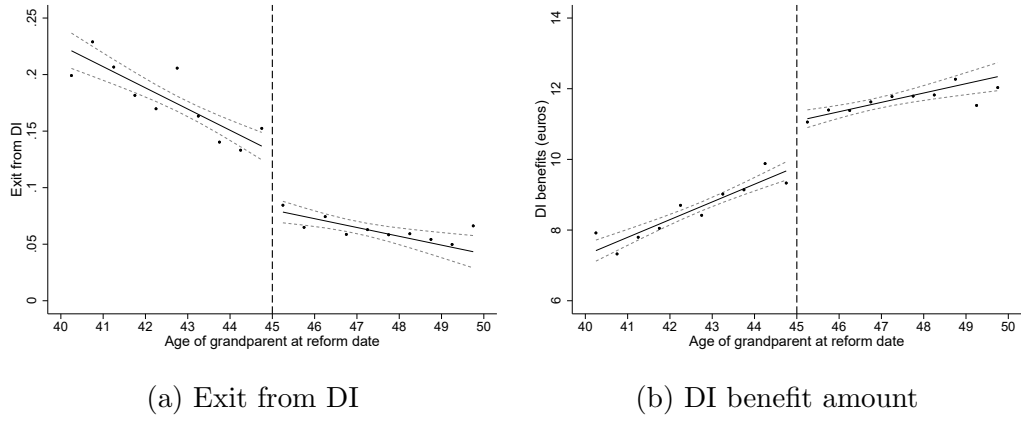 .25
.2
.15
.1
.05
0
Exit from DI
40 41 42 43 44 45 46 47 48 49 50
Age of grandparent at reform date
(a) Exit from DI
14
12
10
8
6
DI benefits (euros)
40 41 42 43 44 45 46 47 48 49 50
Age of grandparent at reform date
(b) DI benefit amount